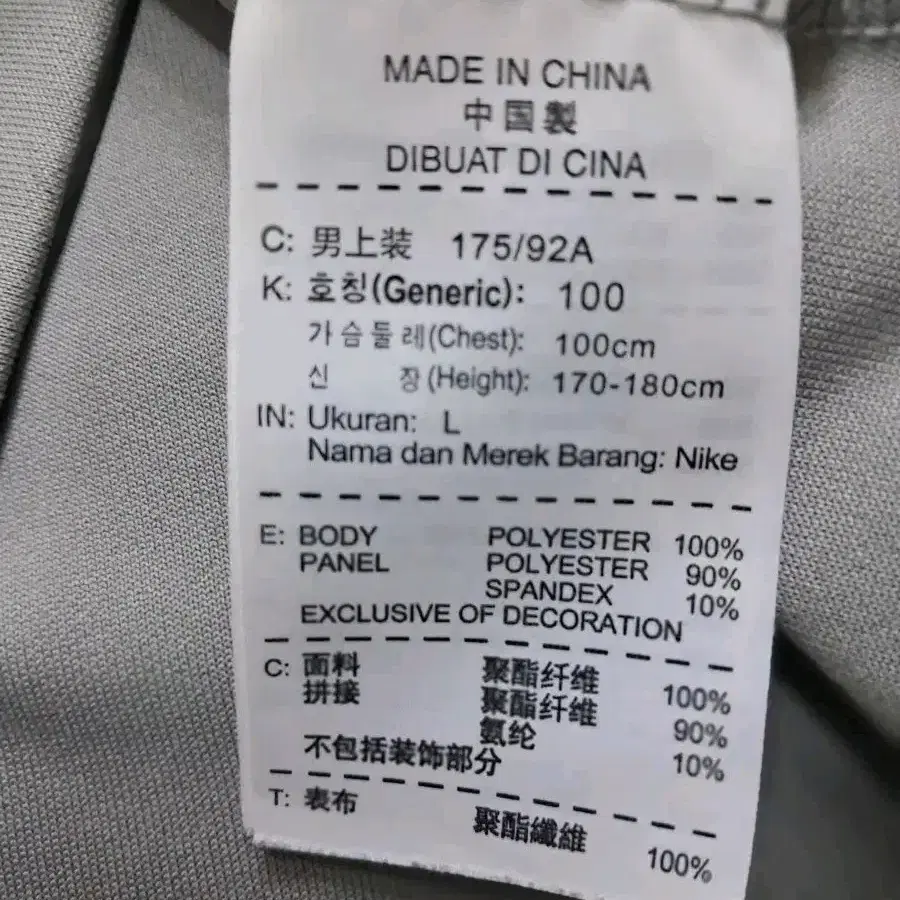 MADE IN CHINA
中国製
DIBUAT DI CINA
C: 男上装 175/92A
K: 호칭(Generic): 100
가슴둘레(Chest): 100cm
신 장(Height): 170-180cm
IN: Ukuran: L
Nama dan Merek Barang: Nike
E: BODY POLYESTER 100%
PANEL POLYESTER 90%
SPANDEX 10%
EXCLUSIVE OF DECORATION
C: 面料 聚酯纤维 100%
拼接 聚酯纤维 90%
氨纶 10%
不包括装饰部分
T: 表布 聚酯纖維 100%